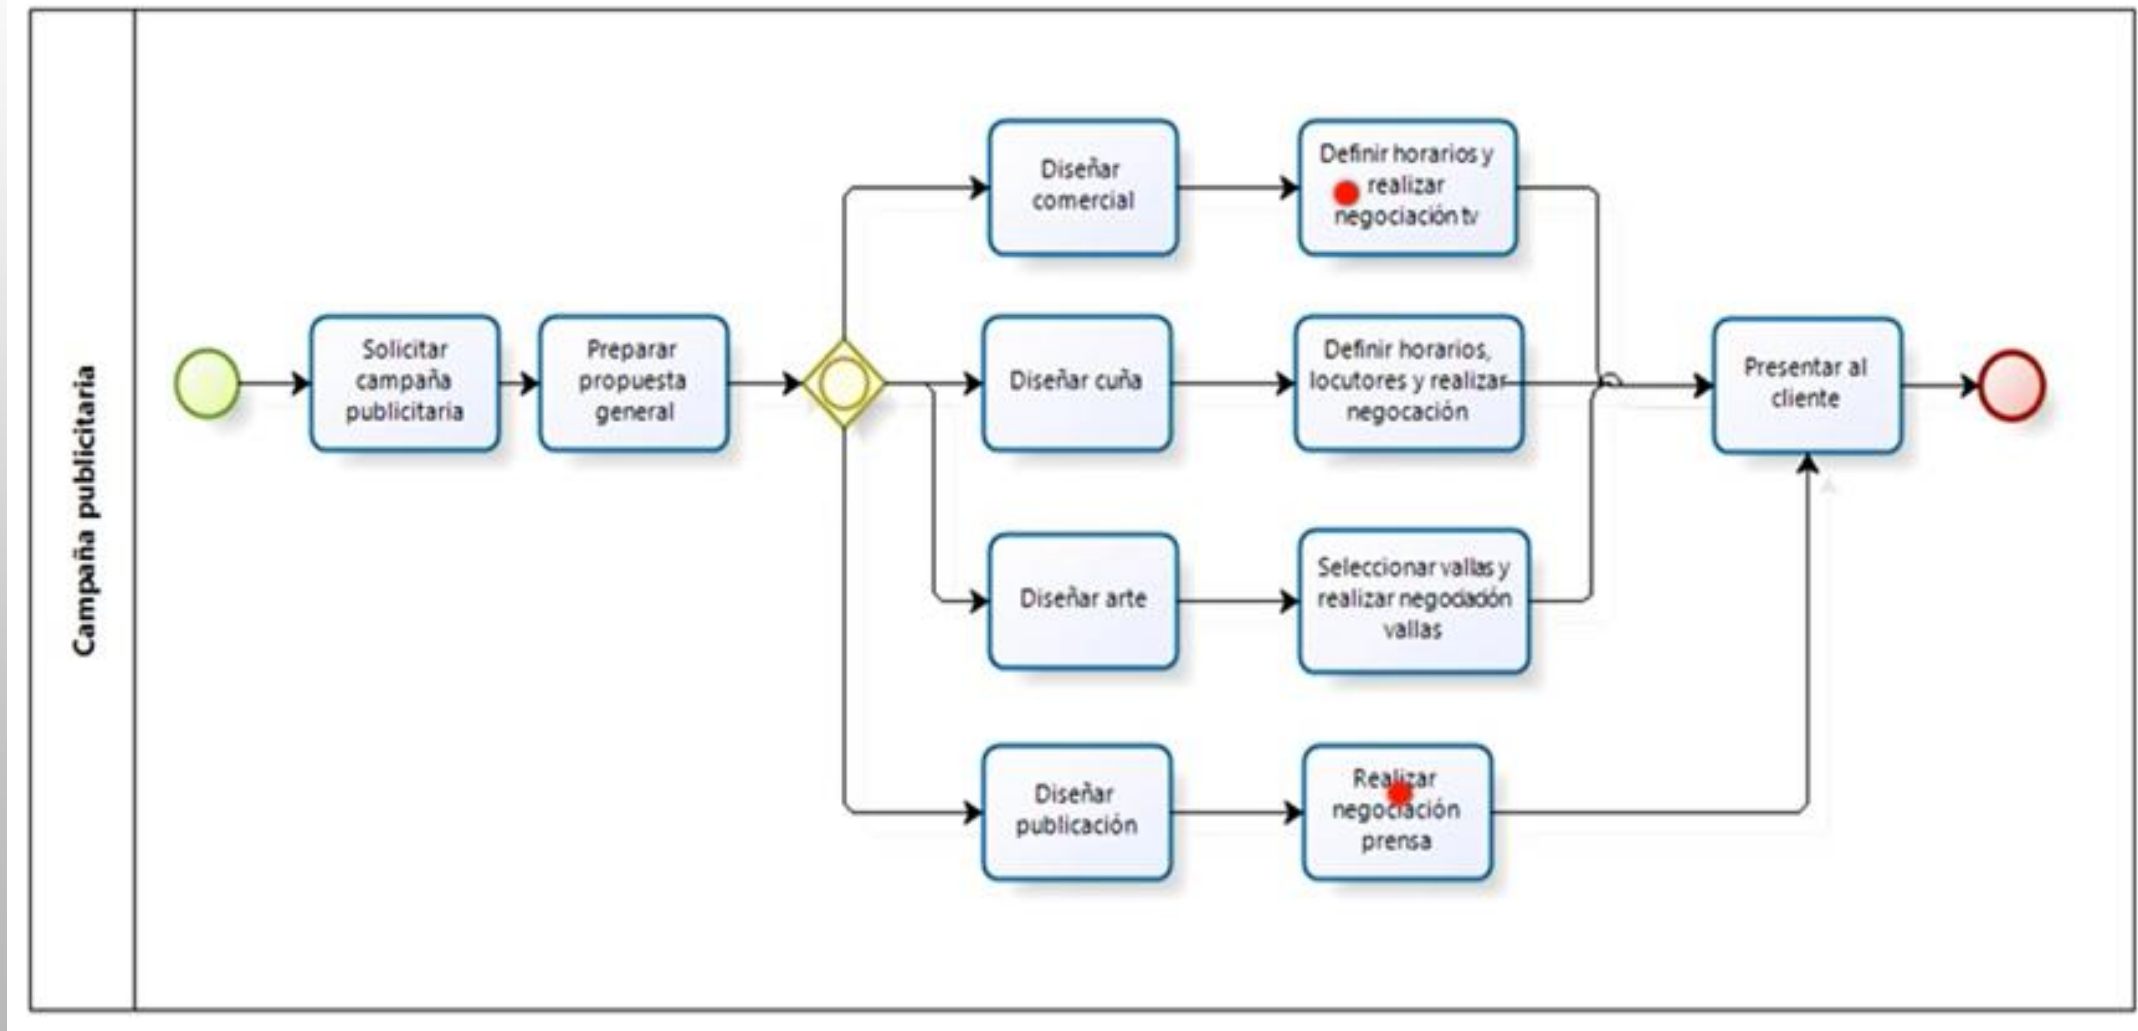 Campaña publicitaria
Solicitar
campaña
publicitaria
Preparar
propuesta
general
Diseñar
comercial
Definir horarios y
realizar
negociación tv
Diseñar cuña
Definir horarios,
locutores y realizar
negocación
Diseñar arte
Seleccionar vallas y
realizar negociación
vallas
Diseñar
publicación
Realizar
negociación
prensa
Presentar al
cliente